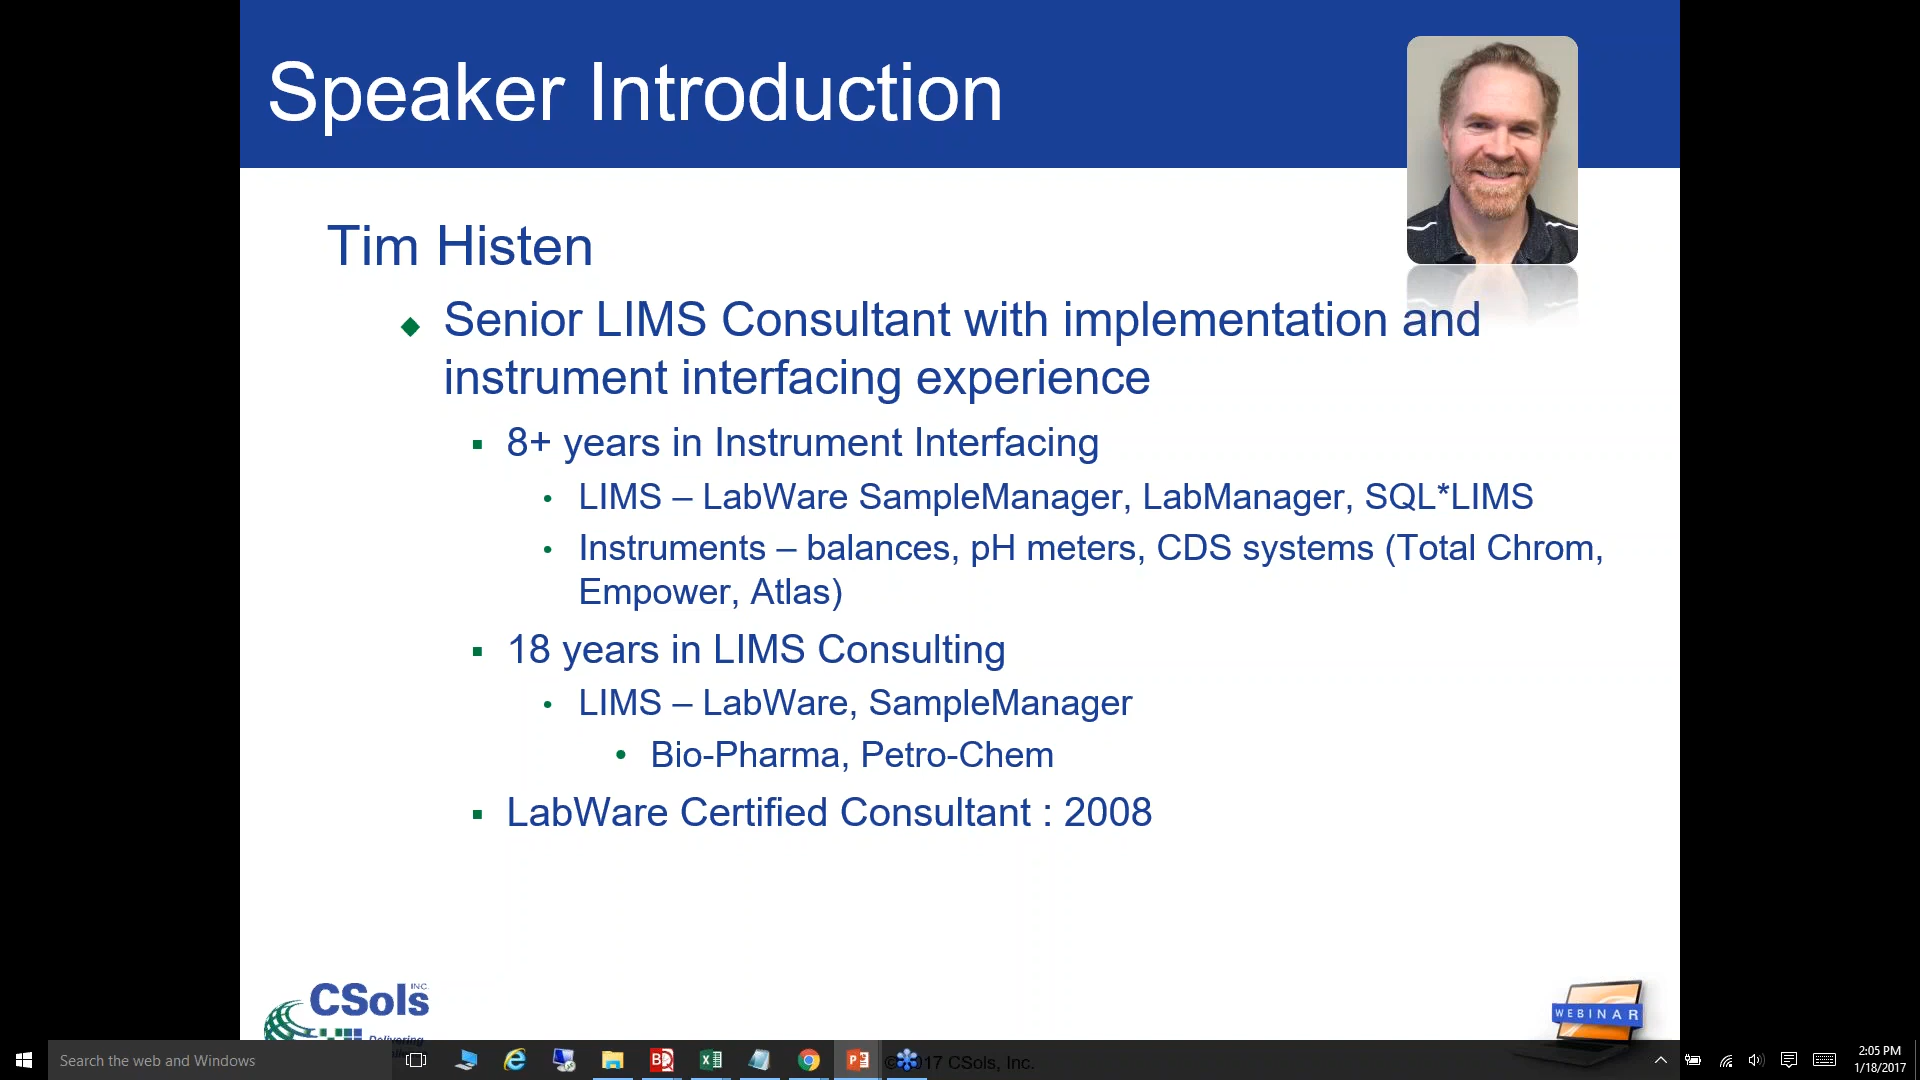 Speaker Introduction
Tim Histen
Senior LIMS Consultant with implementation and
instrument interfacing experience
8+ years in Instrument Interfacing
LIMS – LabWare SampleManager, LabManager, SQL*LIMS
Instruments – balances, pH meters, CDS systems (Total Chrom,
Empower, Atlas)
18 years in LIMS Consulting
LIMS – LabWare, SampleManager
Bio-Pharma, Petro-Chem
LabWare Certified Consultant : 2008
CSols INC.
Delivering
WEBINAR
Search the web and Windows
17 CSols, Inc.
2:05 PM
1/18/2017